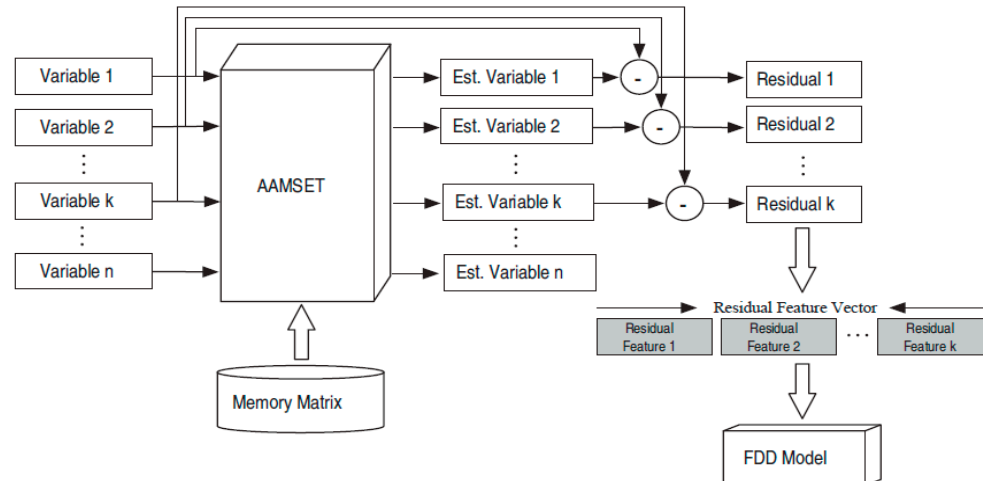 Variable 1
Est. Variable 1
-
Residual 1
Variable 2
Est. Variable 2
-
Residual 2
⋮
AAMSET
⋮
⋮
Variable k
Est. Variable k
-
Residual k
⋮
⋮
Variable n
Est. Variable n
Residual Feature Vector
Residual
Feature 1
Residual
Feature 2
...
Residual
Feature k
Memory Matrix
FDD Model